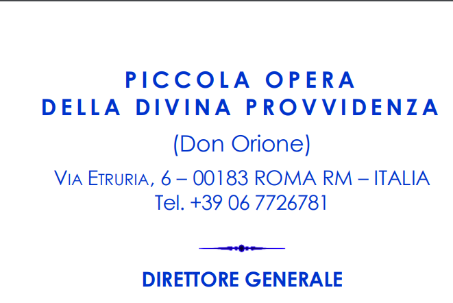 PICCOLA OPERA
DELLA DIVINA PROVVIDENZA
(Don Orione)
VIA ETRURIA, 6 – 00183 ROMA RM – ITALIA
Tel. +39 06 7726781
DIRETTORE GENERALE